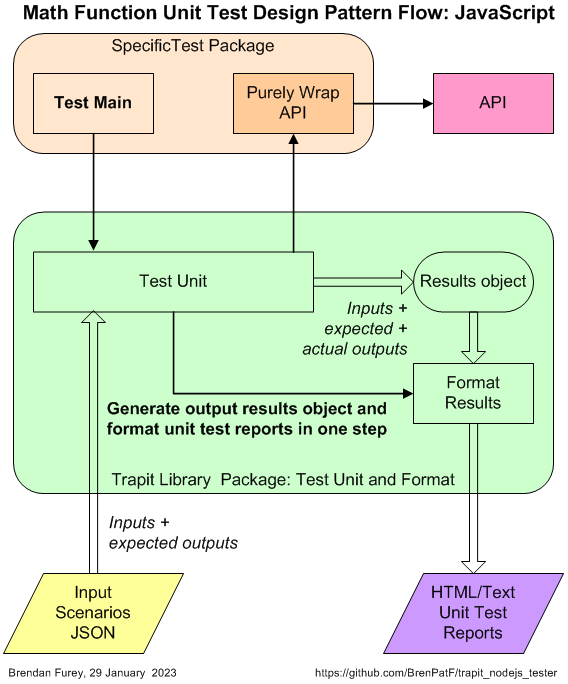 Math Function Unit Test Design Pattern Flow: JavaScript
SpecificTest Package
Test Main
Purely Wrap
API
API
Test Unit
Results object
Inputs +
expected +
actual outputs
Format
Results
Generate output results object and
format unit test reports in one step
Trapit Library  Package: Test Unit and Format
Inputs +
expected outputs
Input
Scenarios
JSON
HTML/Text
Unit Test
Reports
Brendan Furey, 29 January  2023
https://github.com/BrenPatF/trapit_nodejs_tester